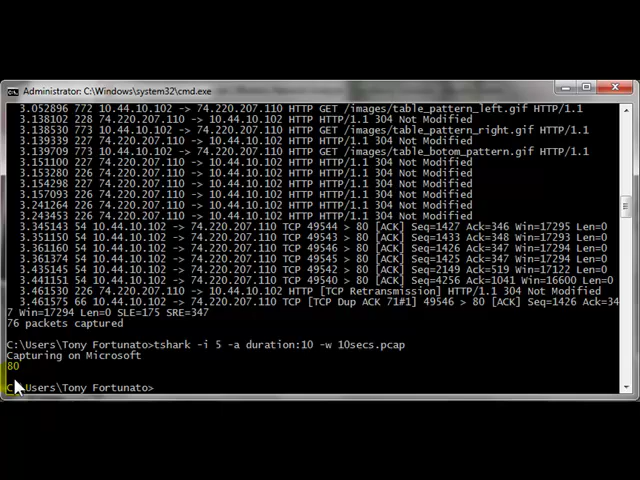 Administrator: C:\Windows\system32\cmd.exe
3.052896 772 10.44.10.102 -> 74.220.207.110 HTTP GET /images/table_pattern_left.gif HTTP/1.1
3.138102 228 74.220.207.110 -> 10.44.10.102 HTTP HTTP/1.1 304 Not Modified
3.138530 773 10.44.10.102 -> 74.220.207.110 HTTP GET /images/table_pattern_right.gif HTTP/1.1
3.139339 227 74.220.207.110 -> 10.44.10.102 HTTP HTTP/1.1 304 Not Modified
3.139709 773 10.44.10.102 -> 74.220.207.110 HTTP GET /images/table_botom_pattern.gif HTTP/1.1
3.151100 227 74.220.207.110 -> 10.44.10.102 HTTP HTTP/1.1 304 Not Modified
3.153280 226 74.220.207.110 -> 10.44.10.102 HTTP HTTP/1.1 304 Not Modified
3.154298 227 74.220.207.110 -> 10.44.10.102 HTTP HTTP/1.1 304 Not Modified
3.157093 227 74.220.207.110 -> 10.44.10.102 HTTP HTTP/1.1 304 Not Modified
3.241264 227 74.220.207.110 -> 10.44.10.102 HTTP HTTP/1.1 304 Not Modified
3.243453 226 74.220.207.110 -> 10.44.10.102 HTTP HTTP/1.1 304 Not Modified
3.345143 54 10.44.10.102 -> 74.220.207.110 TCP 49544 > 80 [ACK] Seq=1427 Ack=346 Win=17295 Len=0
3.351150 54 10.44.10.102 -> 74.220.207.110 TCP 49543 > 80 [ACK] Seq=1433 Ack=348 Win=17294 Len=0
3.361160 54 10.44.10.102 -> 74.220.207.110 TCP 49545 > 80 [ACK] Seq=1426 Ack=347 Win=17294 Len=0
3.361374 54 10.44.10.102 -> 74.220.207.110 TCP 49541 > 80 [ACK] Seq=1425 Ack=347 Win=17294 Len=0
3.435145 54 10.44.10.102 -> 74.220.207.110 TCP 49542 > 80 [ACK] Seq=2149 Ack=519 Win=17122 Len=0
3.441151 54 10.44.10.102 -> 74.220.207.110 TCP 49540 > 80 [ACK] Seq=4256 Ack=1041 Win=16600 Len=0
3.461530 226 74.220.207.110 -> 10.44.10.102 HTTP [TCP Retransmission] HTTP/1.1 304 Not Modified
3.461575 66 10.44.10.102 -> 74.220.207.110 TCP [TCP Dup ACK 71#1] 49546 > 80 [ACK] Seq=1426 Ack=34
7 Win=17294 Len=0 SLE=175 SRE=347
76 packets captured
C:\Users\Tony Fortunato>tshark -i 5 -a duration:10 -w 10secs.pcap
Capturing on Microsoft
80
C:\Users\Tony Fortunato>